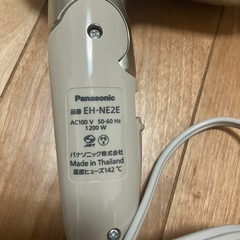 Panasonic
品番 EH-NE2E
AC100 V 50-60 Hz
1200 W
パナソニック株式会社
Made in Thailand
温度ヒューズ142 ℃